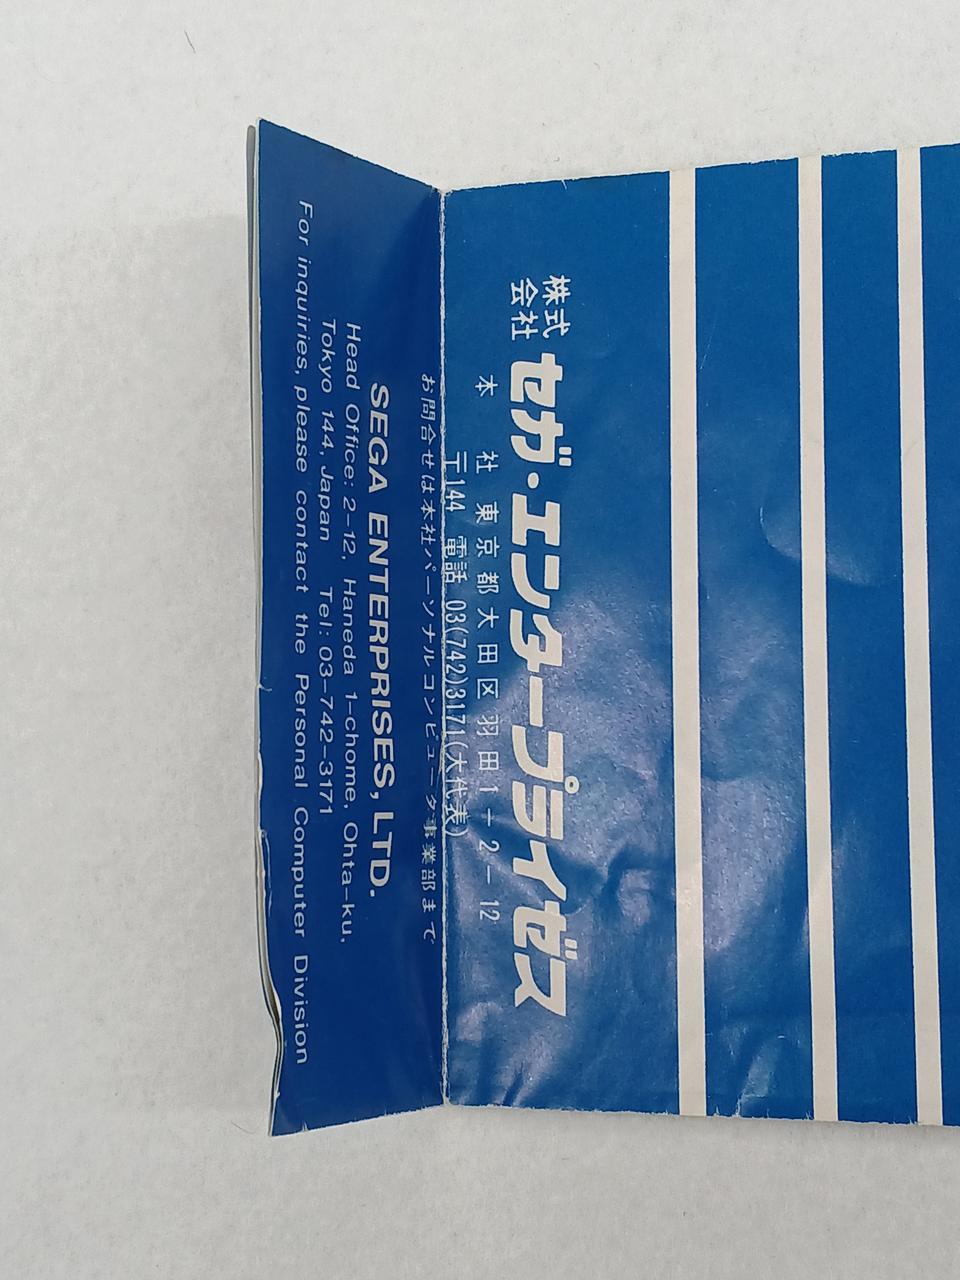 株式会社 セガ・エンタープライゼス
本 社 東京都大田区羽田1-2-12
〒144 電話 03(742)3171(大代表)
お問合せは本社パーソナルコンピュータ事業部まで
SEGA ENTERPRISES, LTD.
Head Office: 2-12, Haneda 1-chome, Ohta-ku,
Tokyo 144, Japan Tel: 03-742-3171
For inquiries, please contact the Personal Computer Division